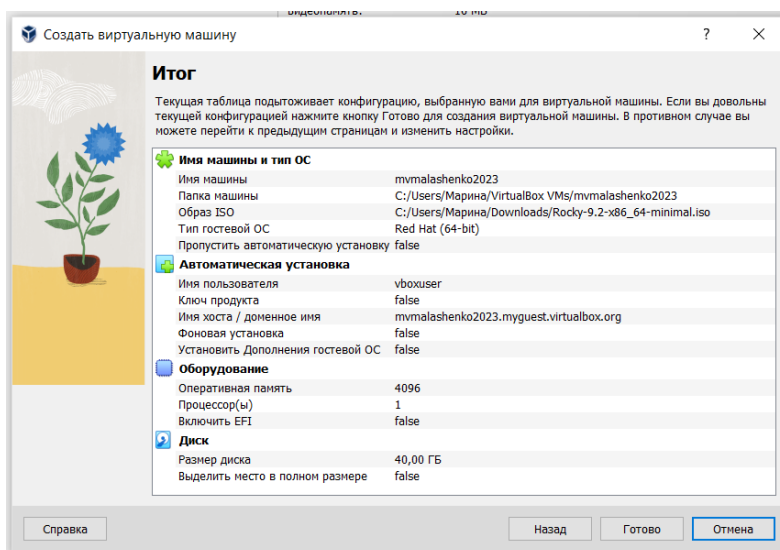 Видеопамять: 16 МБ
Создать виртуальную машину
Итог
Текущая таблица подытоживает конфигурацию, выбранную вами для виртуальной машины. Если вы довольны
текущей конфигурацией нажмите кнопку Готово для создания виртуальной машины. В противном случае вы
можете перейти к предыдущим страницам и изменить настройки.
Имя машины и тип ОС
Имя машины mvmalashenko2023
Папка машины C:/Users/Марина/VirtualBox VMs/mvmalashenko2023
Образ ISO C:/Users/Марина/Downloads/Rocky-9.2-x86_64-minimal.iso
Тип гостевой ОС Red Hat (64-bit)
Пропустить автоматическую установку false
Автоматическая установка
Имя пользователя vboxuser
Ключ продукта false
Имя хоста / доменное имя mvmalashenko2023.myguest.virtualbox.org
Фоновая установка false
Установить Дополнения гостевой ОС false
Оборудование
Оперативная память 4096
Процессор(ы) 1
Включить EFI false
Диск
Размер диска 40,00 ГБ
Выделить место в полном размере false
Справка Назад Готово Отмена